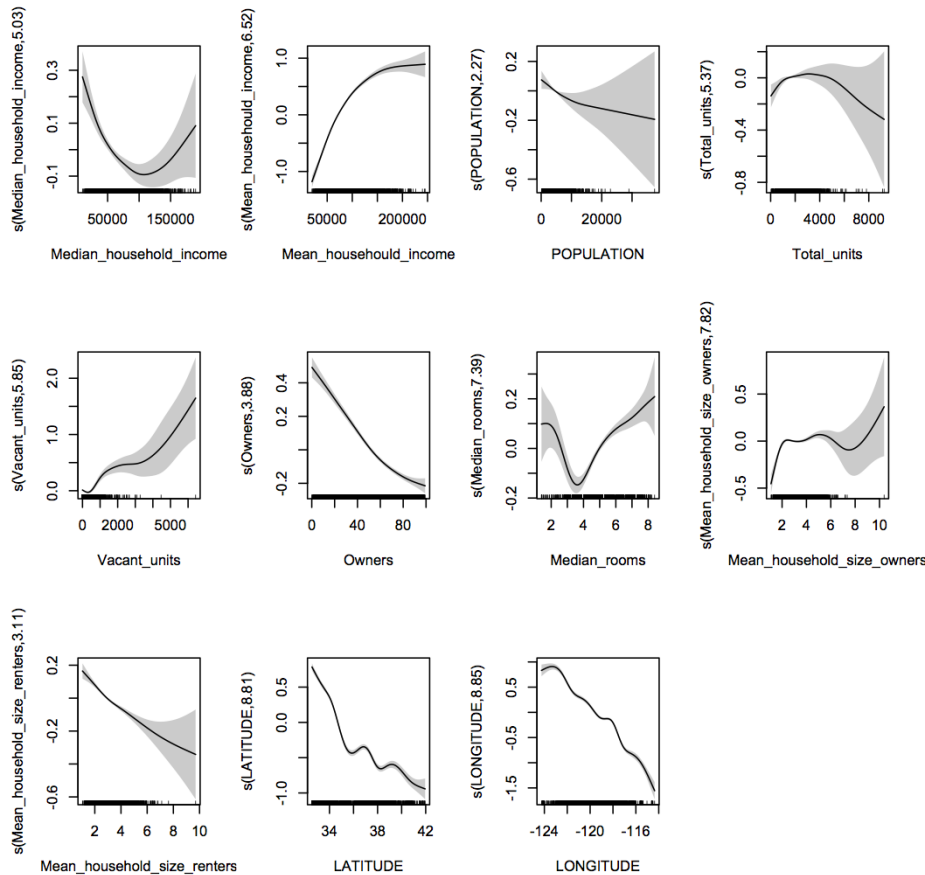 s(Median_household_income,5.03)
0.3
0.1
-0.1
50000 150000
Median_household_income
s(Mean_househould_income,6.52)
1.0
0.0
-1.0
50000 200000
Mean_househould_income
s(POPULATION,2.27)
0.2
-0.2
-0.6
0 20000
POPULATION
s(Total_units,5.37)
0.0
-0.4
-0.8
0 4000 8000
Total_units
s(Vacant_units,5.85)
2.0
1.0
0.0
0 2000 5000
Vacant_units
s(Owners,3.88)
0.4
0.2
-0.2
0 40 80
Owners
s(Median_rooms,7.39)
0.2
0.0
-0.2
2 4 6 8
Median_rooms
s(Mean_household_size_owners,7.82)
0.5
0.0
-0.5
2 4 6 8 10
Mean_household_size_owners
s(Mean_household_size_renters,3.11)
0.2
-0.2
-0.6
2 4 6 8 10
Mean_household_size_renters
s(LATITUDE,8.81)
0.5
0.0
-1.0
34 38 42
LATITUDE
s(LONGITUDE,8.85)
0.5
-0.5
-1.5
-124 -120 -116
LONGITUDE